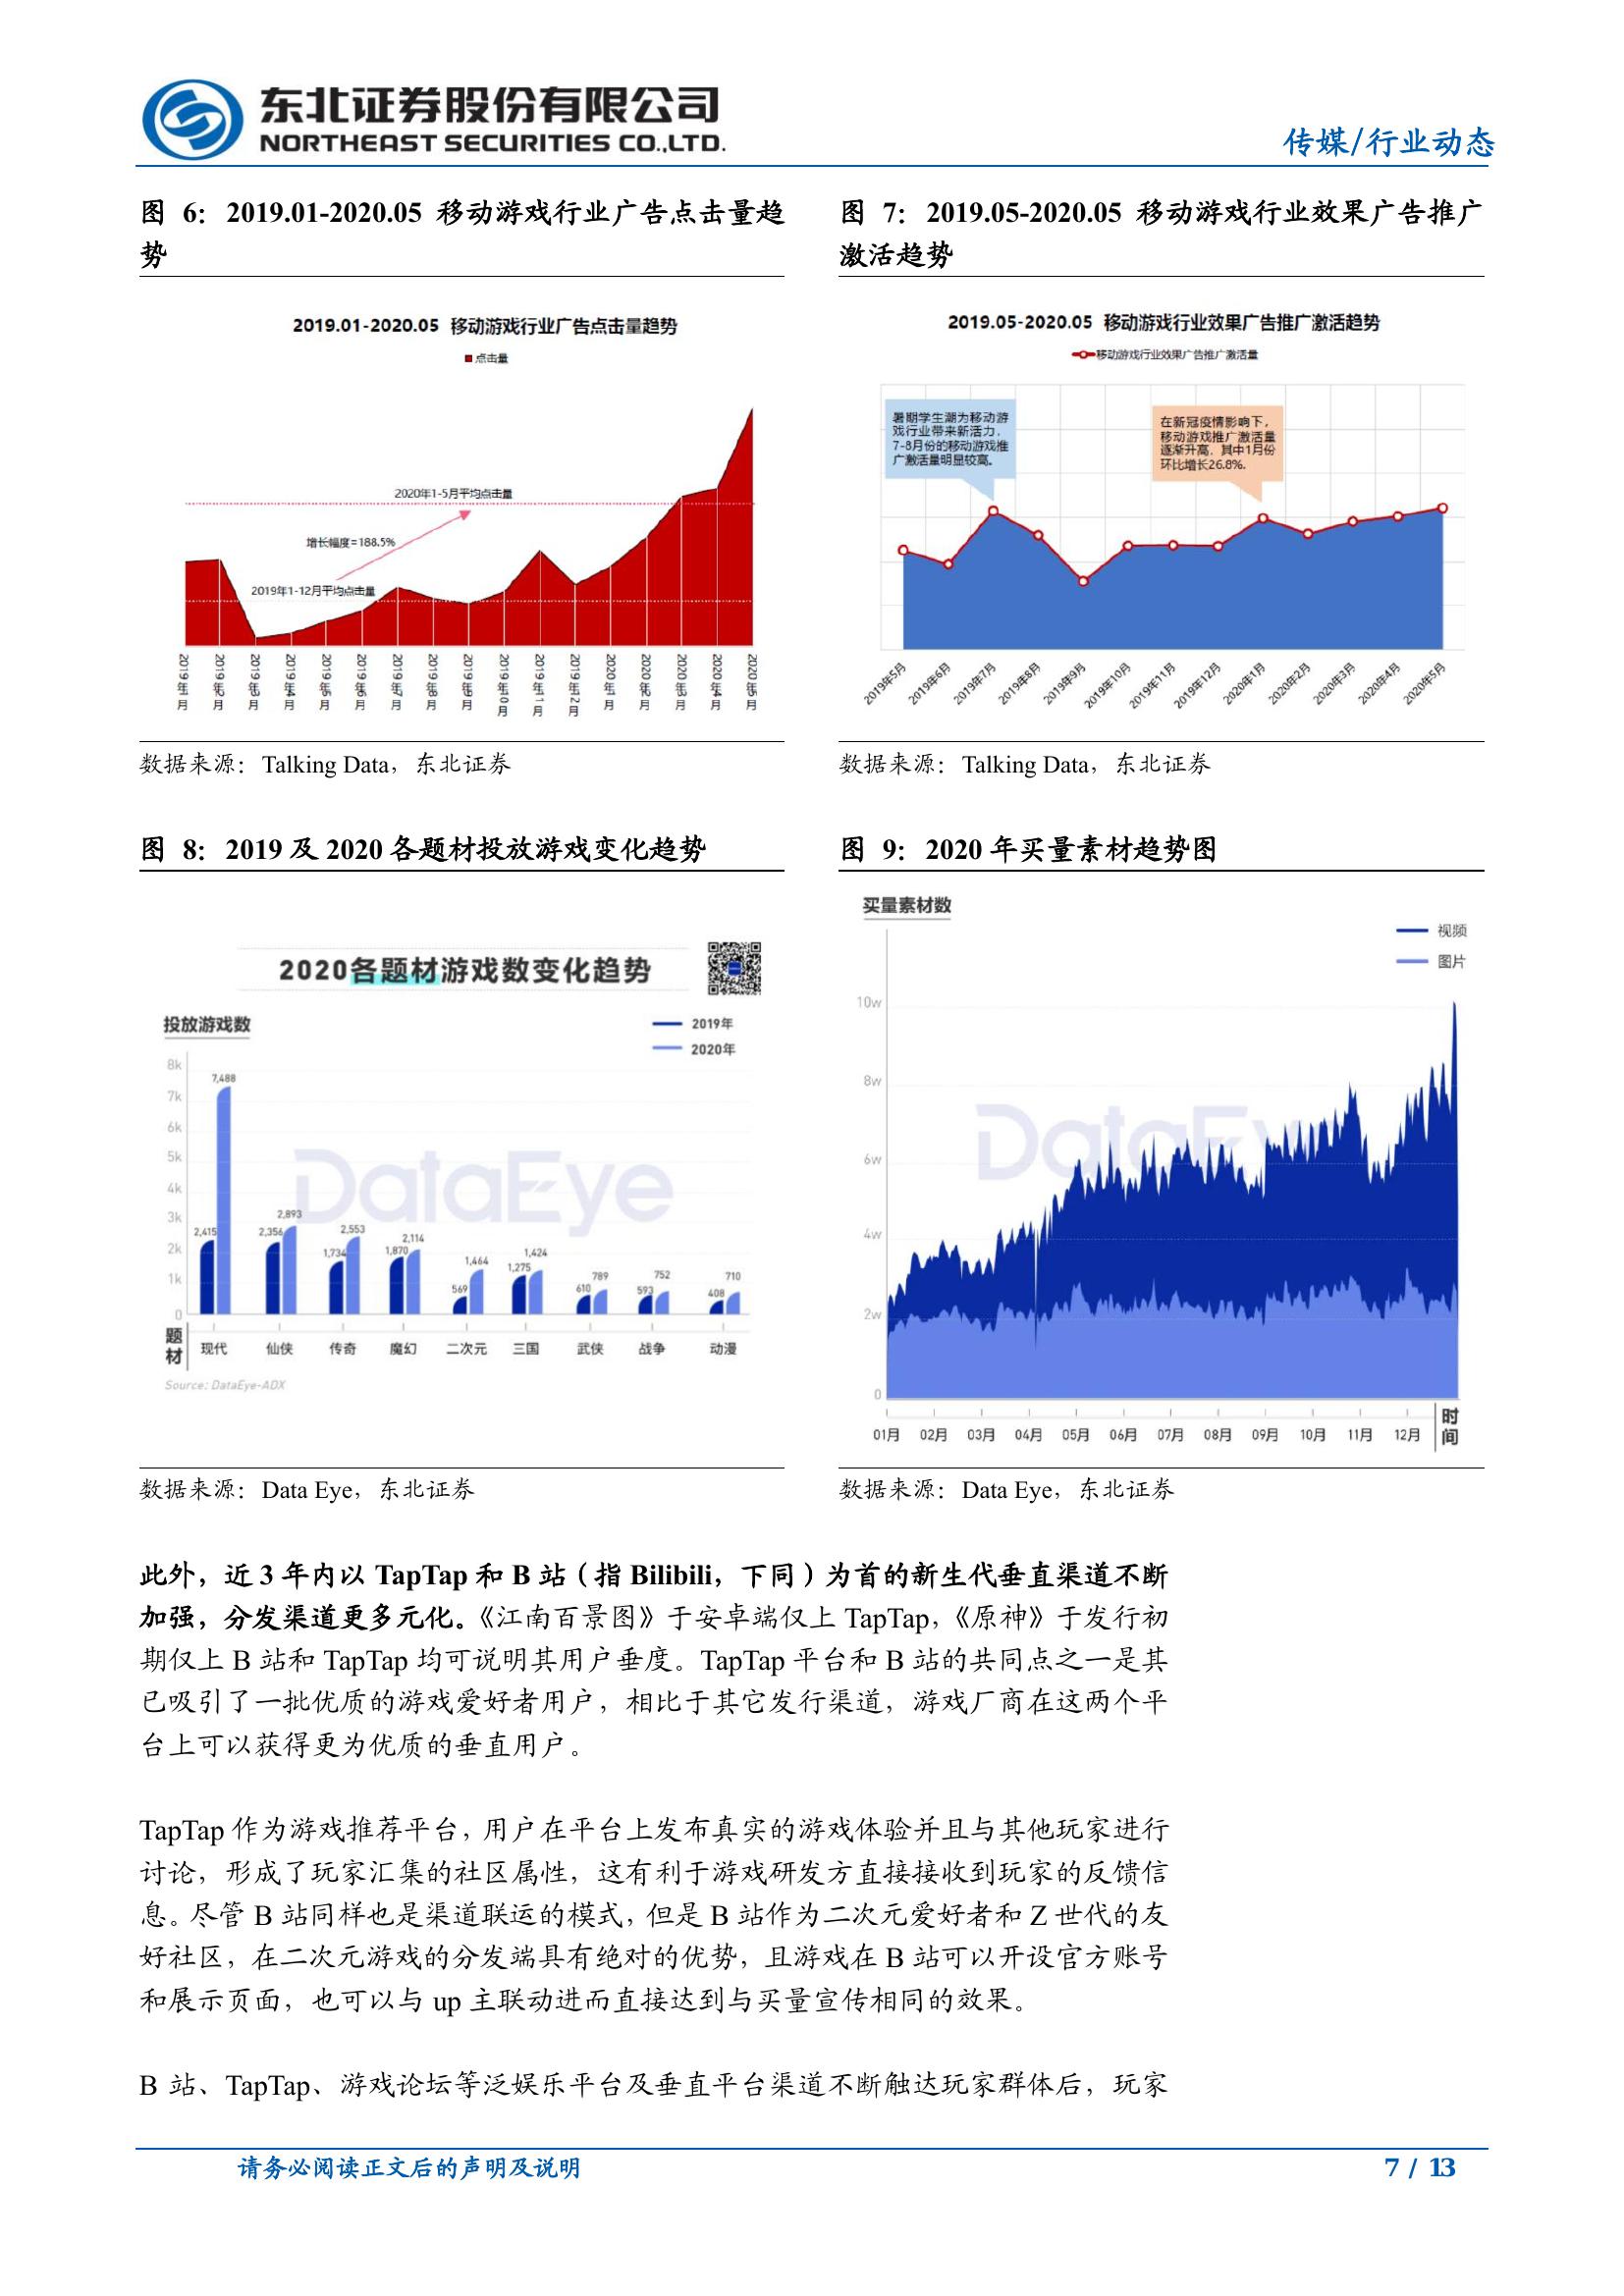 东北证券股份有限公司
NORTHEAST SECURITIES CO.,LTD.
传媒/行业动态
图 6：2019.01-2020.05 移动游戏行业广告点击量趋
势
2019.01-2020.05 移动游戏行业广告点击量趋势
点击量
2020年1-5月平均点击量
增长幅度=188.5%
2019年1-12月平均点击量
2019年1月
2019年2月
2019年3月
2019年4月
2019年5月
2019年6月
2019年7月
2019年8月
2019年9月
2019年10月
2019年11月
2019年12月
2020年1月
2020年2月
2020年3月
2020年4月
2020年5月
数据来源：Talking Data，东北证券
图 7：2019.05-2020.05 移动游戏行业效果广告推广
激活趋势
2019.05-2020.05 移动游戏行业效果广告推广激活趋势
移动游戏行业效果广告推广激活量
暑期学生潮为移动游
戏行业带来新活力，
7-8月份的移动游戏推
广激活量明显较高。
在新冠疫情影响下，
移动游戏推广激活量
逐渐升高，其中1月份
环比增长26.8%。
2019年5月
2019年6月
2019年7月
2019年8月
2019年9月
2019年10月
2019年11月
2019年12月
2020年1月
2020年2月
2020年3月
2020年4月
2020年5月
数据来源：Talking Data，东北证券
图 8：2019 及 2020 各题材投放游戏变化趋势
2020各题材游戏数变化趋势
投放游戏数
2019年
2020年
DataEye
8k
7k
6k
5k
4k
3k
2k
1k
0
2,415 7,488
2,356 2,893
1,734 2,553
1,870 2,114
569 1,464
1,275 1,424
610 789
593 752
408 710
题材
现代 仙侠 传奇 魔幻 二次元 三国 武侠 战争 动漫
Source: DataEye-ADX
数据来源：Data Eye，东北证券
图 9：2020 年买量素材趋势图
买量素材数
视频
图片
DataEye
10w
8w
6w
4w
2w
0
01月 02月 03月 04月 05月 06月 07月 08月 09月 10月 11月 12月
时间
数据来源：Data Eye，东北证券
此外，近 3 年内以 TapTap 和 B 站（指 Bilibili，下同）为首的新生代垂直渠道不断
加强，分发渠道更多元化。《江南百景图》于安卓端仅上 TapTap，《原神》于发行初
期仅上 B 站和 TapTap 均可说明其用户垂度。TapTap 平台和 B 站的共同点之一是其
已吸引了一批优质的游戏爱好者用户，相比于其它发行渠道，游戏厂商在这两个平
台上可以获得更为优质的垂直用户。
TapTap 作为游戏推荐平台，用户在平台上发布真实的游戏体验并且与其他玩家进行
讨论，形成了玩家汇集的社区属性，这有利于游戏研发方直接接收到玩家的反馈信
息。尽管 B 站同样也是渠道联运的模式，但是 B 站作为二次元爱好者和 Z 世代的友
好社区，在二次元游戏的分发端具有绝对的优势，且游戏在 B 站可以开设官方账号
和展示页面，也可以与 up 主联动进而直接达到与买量宣传相同的效果。
B 站、TapTap、游戏论坛等泛娱乐平台及垂直平台渠道不断触达玩家群体后，玩家
请务必阅读正文后的声明及说明
7 / 13